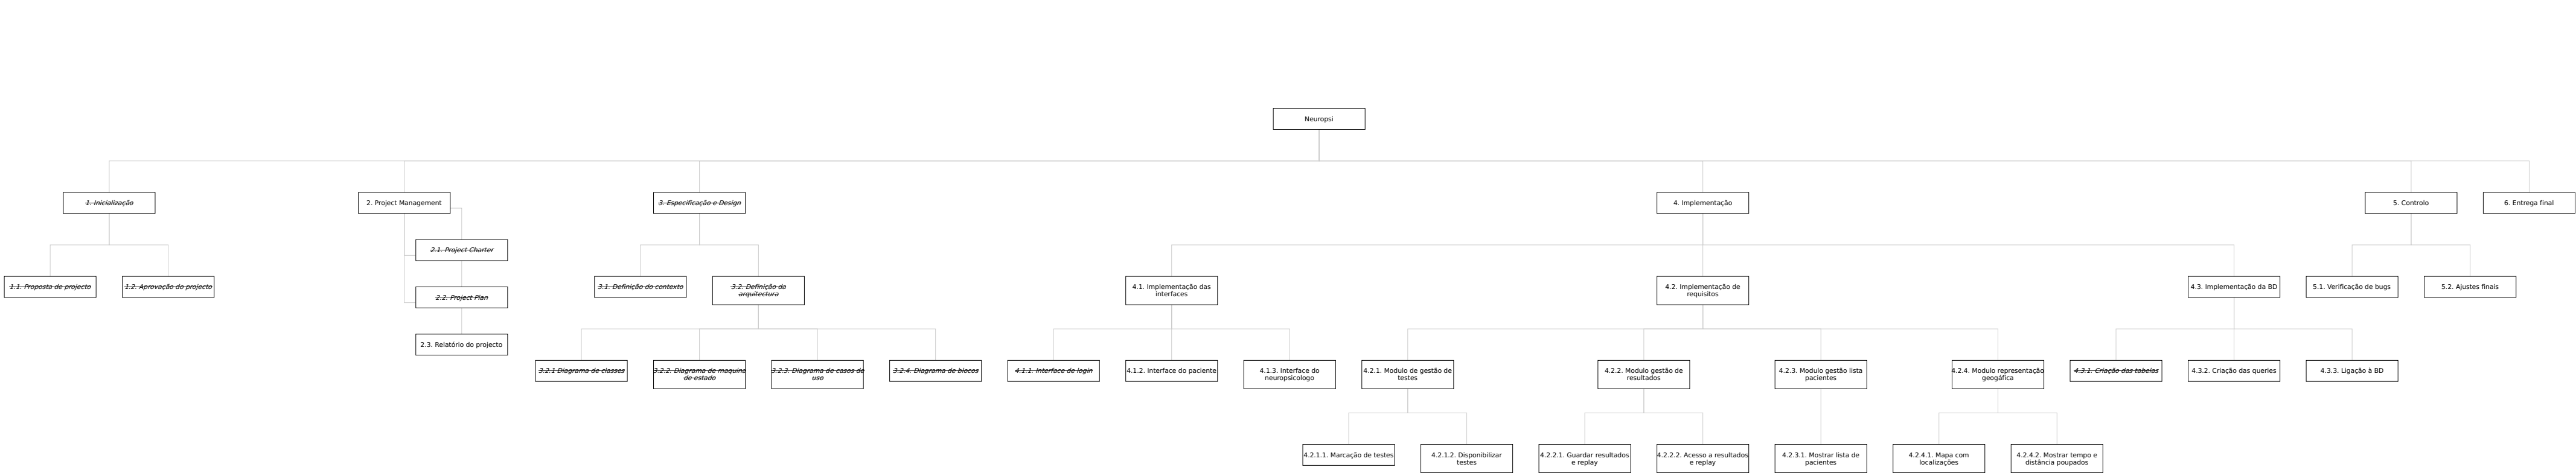 Neuropsi
1. Inicialização
2. Project Management
3. Especificação e Design
4. Implementação
5. Controlo
6. Entrega final
2.1. Project Charter
1.1. Proposta de projecto
1.2. Aprovação do projecto
2.2. Project Plan
3.1. Definição do contexto
3.2. Definição da
arquitectura
4.1. Implementação das
interfaces
4.2. Implementação de
requisitos
4.3. Implementação da BD
5.1. Verificação de bugs
5.2. Ajustes finais
2.3. Relatório do projecto
3.2.1 Diagrama de classes
3.2.2. Diagrama de maquina
de estado
3.2.3. Diagrama de casos de
uso
3.2.4. Diagrama de blocos
4.1.1. Interface de login
4.1.2. Interface do paciente
4.1.3. Interface do
neuropsicologo
4.2.1. Modulo de gestão de
testes
4.2.2. Modulo gestão de
resultados
4.2.3. Modulo gestão lista
pacientes
4.2.4. Modulo representação
geogáfica
4.3.1. Criação das tabelas
4.3.2. Criação das queries
4.3.3. Ligação à BD
4.2.1.1. Marcação de testes
4.2.1.2. Disponibilizar
testes
4.2.2.1. Guardar resultados
e replay
4.2.2.2. Acesso a resultados
e replay
4.2.3.1. Mostrar lista de
pacientes
4.2.4.1. Mapa com
localizações
4.2.4.2. Mostrar tempo e
distância poupados